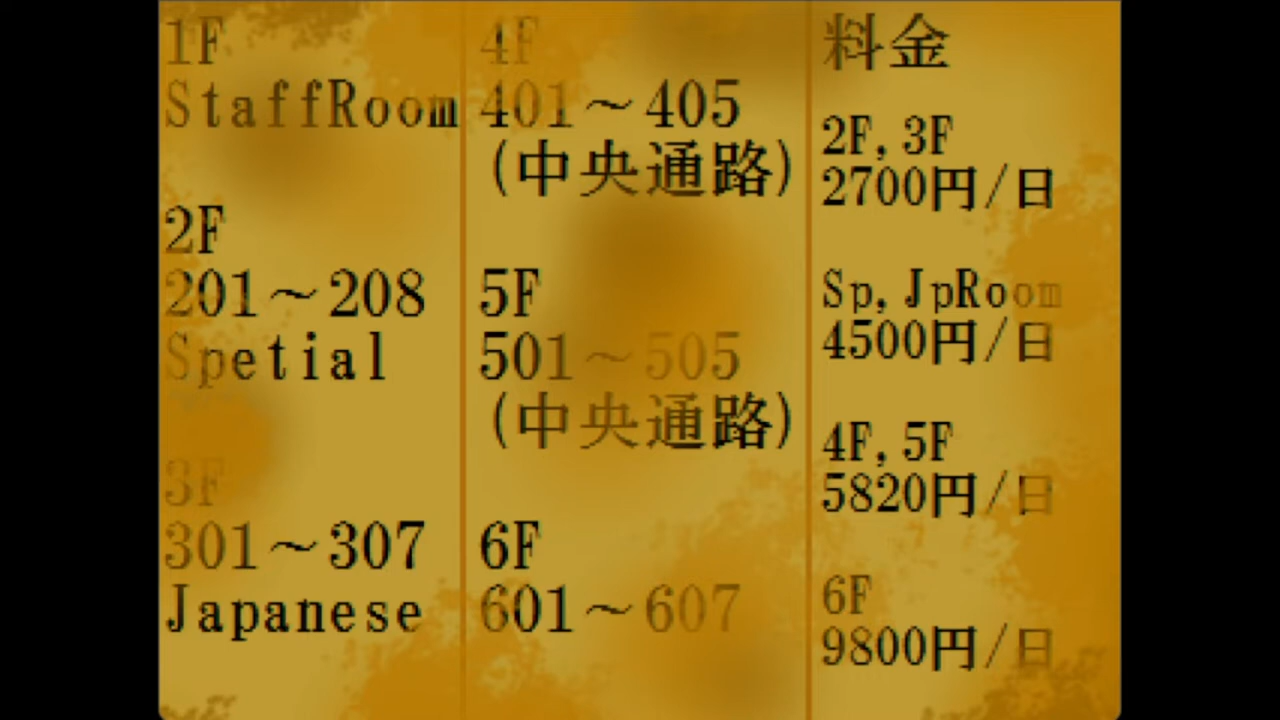 1F
StaffRoom
2F
201～208
Spetial
3F
301～307
Japanese
4F
401～405
(中央通路)
5F
501～505
(中央通路)
6F
601～607
料金
2F,3F
2700円/日
Sp,JpRoom
4500円/日
4F,5F
5820円/日
6F
9800円/日